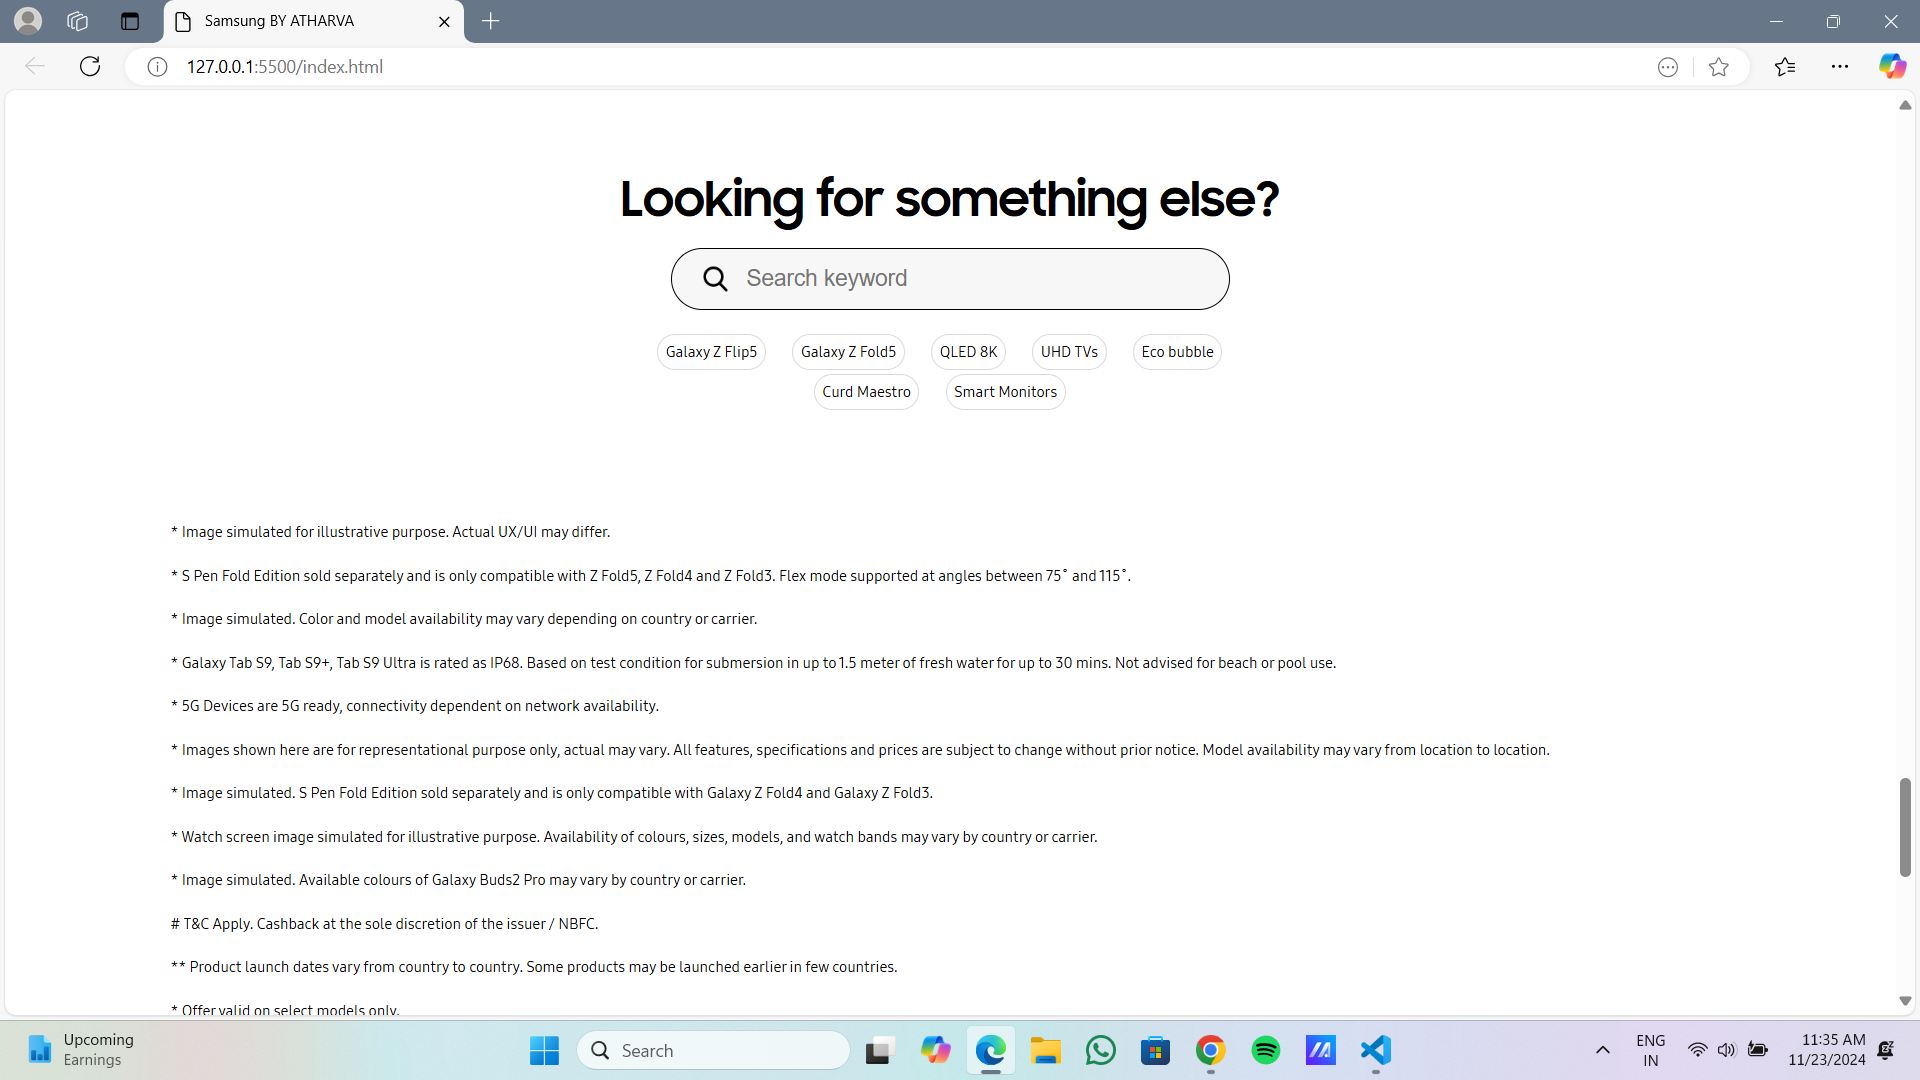 Samsung BY ATHARVA
127.0.0.1:5500/index.html
Looking for something else?
Search keyword
Galaxy Z Flip5 Galaxy Z Fold5 QLED 8K UHD TVs Eco bubble
Curd Maestro Smart Monitors
* Image simulated for illustrative purpose. Actual UX/UI may differ.
* S Pen Fold Edition sold separately and is only compatible with Z Fold5, Z Fold4 and Z Fold3. Flex mode supported at angles between 75˚ and 115˚.
* Image simulated. Color and model availability may vary depending on country or carrier.
* Galaxy Tab S9, Tab S9+, Tab S9 Ultra is rated as IP68. Based on test condition for submersion in up to 1.5 meter of fresh water for up to 30 mins. Not advised for beach or pool use.
* 5G Devices are 5G ready, connectivity dependent on network availability.
* Images shown here are for representational purpose only, actual may vary. All features, specifications and prices are subject to change without prior notice. Model availability may vary from location to location.
* Image simulated. S Pen Fold Edition sold separately and is only compatible with Galaxy Z Fold4 and Galaxy Z Fold3.
* Watch screen image simulated for illustrative purpose. Availability of colours, sizes, models, and watch bands may vary by country or carrier.
* Image simulated. Available colours of Galaxy Buds2 Pro may vary by country or carrier.
# T&C Apply. Cashback at the sole discretion of the issuer / NBFC.
** Product launch dates vary from country to country. Some products may be launched earlier in few countries.
* Offer valid on select models only.
Upcoming
Earnings
Search
ENG
IN
11:35 AM
11/23/2024